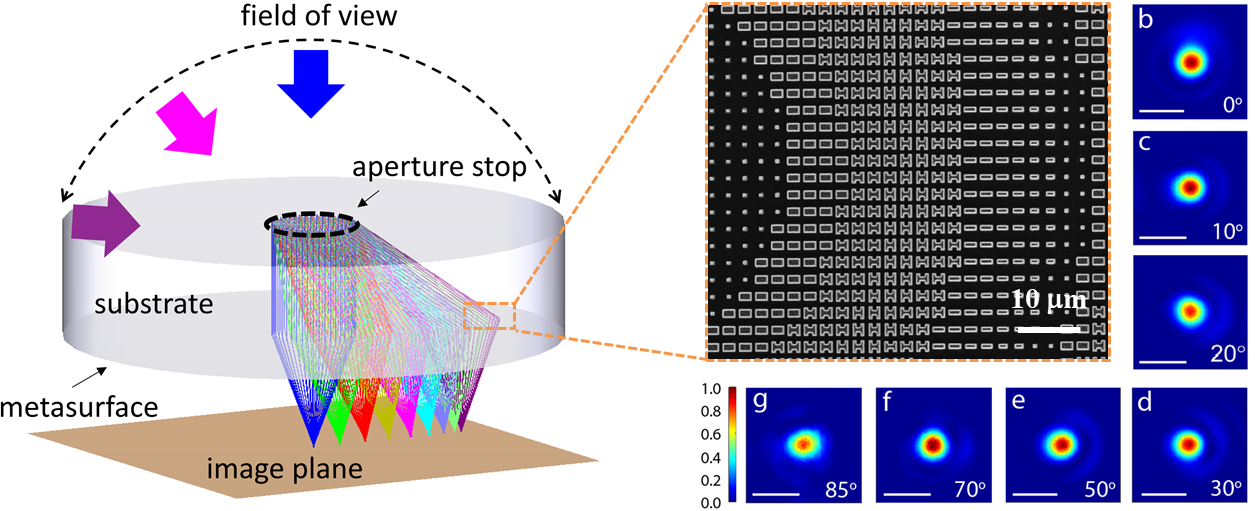 field of view
aperture stop
substrate
metasurface
image plane
10 μm
b
0°
c
10°
20°
1.0
0.8
0.6
0.4
0.2
0.0
g
85°
f
70°
e
50°
d
30°